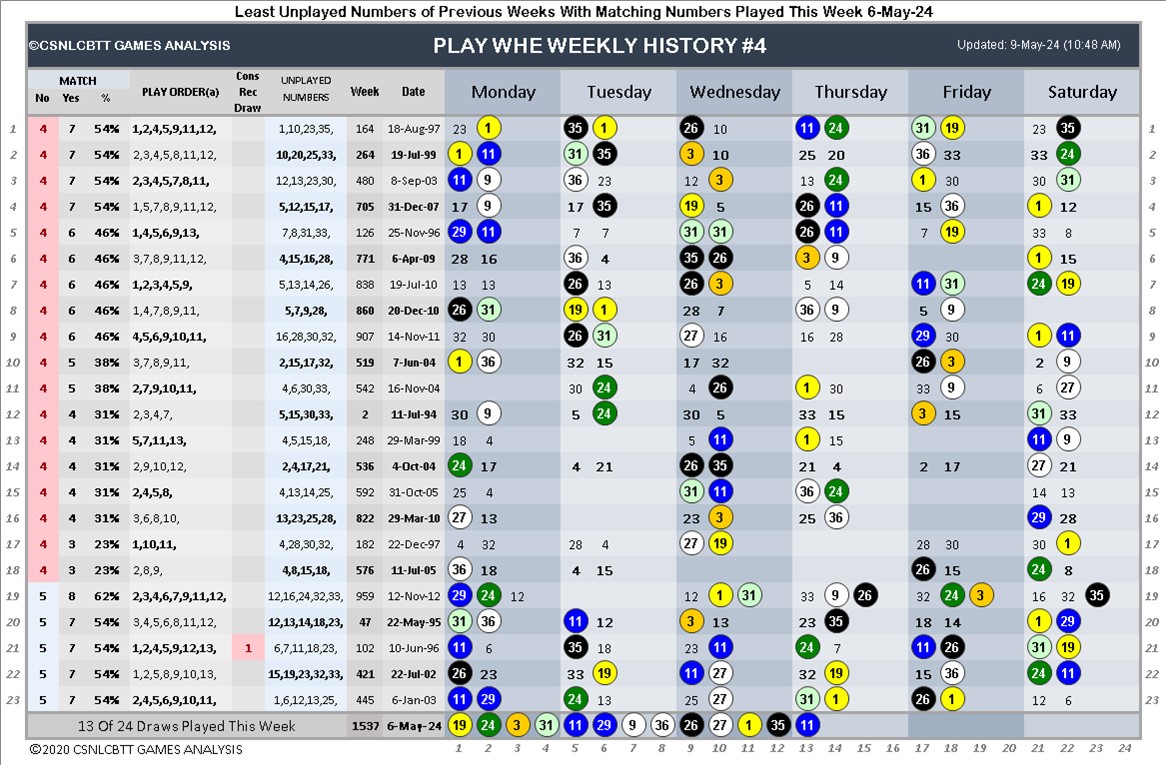 Least Unplayed Numbers of Previous Weeks With Matching Numbers Played This Week 6-May-24
©CSNLCBTT GAMES ANALYSIS PLAY WHE WEEKLY HISTORY #4 Updated: 9-May-24 (10:48 AM)
MATCH PLAY ORDER(a) Cons Rec Draw UNPLAYED NUMBERS Week Date Monday Tuesday Wednesday Thursday Friday Saturday
No Yes %
1 4 7 54% 1,2,4,5,9,11,12, 1,10,23,35, 164 18-Aug-97 23 1 35 1 26 10 11 24 31 19 23 35 1
2 4 7 54% 2,3,4,5,8,11,12, 10,20,25,33, 264 19-Jul-99 1 11 31 35 3 10 25 20 36 33 33 24 2
3 4 7 54% 2,3,4,5,7,8,11, 12,13,23,30, 480 8-Sep-03 11 9 36 23 12 3 13 24 1 30 30 31 3
4 4 7 54% 1,5,7,8,9,11,12, 5,12,15,17, 705 31-Dec-07 17 9 17 35 19 5 26 11 15 36 1 12 4
5 4 6 46% 1,4,5,6,9,13, 7,8,31,33, 126 25-Nov-96 29 11 7 7 31 31 26 11 7 19 33 8 5
6 4 6 46% 3,7,8,9,11,12, 4,15,16,28, 771 6-Apr-09 28 16 36 4 35 26 3 9 1 15 6
7 4 6 46% 1,2,3,4,5,9, 5,13,14,26, 838 19-Jul-10 13 13 26 13 26 3 5 14 11 31 24 19 7
8 4 6 46% 1,4,7,8,9,11, 5,7,9,28, 860 20-Dec-10 26 31 19 1 28 7 36 9 5 9 8
9 4 6 46% 4,5,6,9,10,11, 16,28,30,32, 907 14-Nov-11 32 30 26 31 27 16 16 28 29 30 1 11 9
10 4 5 38% 3,7,8,9,11, 2,15,17,32, 519 7-Jun-04 1 36 32 15 17 32 26 3 2 9 10
11 4 5 38% 2,7,9,10,11, 4,6,30,33, 542 16-Nov-04 30 24 4 26 1 30 33 9 6 27 11
12 4 4 31% 2,3,4,7, 5,15,30,33, 2 11-Jul-94 30 9 5 24 30 5 33 15 3 15 31 33 12
13 4 4 31% 5,7,11,13, 4,5,15,18, 248 29-Mar-99 18 4 5 11 1 15 11 9 13
14 4 4 31% 2,9,10,12, 2,4,17,21, 536 4-Oct-04 24 17 4 21 26 35 21 4 2 17 27 21 14
15 4 4 31% 2,4,5,8, 4,13,14,25, 592 31-Oct-05 25 4 31 11 36 24 14 13 15
16 4 4 31% 3,6,8,10, 13,23,25,28, 822 29-Mar-10 27 13 23 3 25 36 29 28 16
17 4 3 23% 1,10,11, 4,28,30,32, 182 22-Dec-97 4 32 28 4 27 19 28 30 30 1 17
18 4 3 23% 2,8,9, 4,8,15,18, 576 11-Jul-05 36 18 4 15 26 15 24 8 18
19 5 8 62% 2,3,4,6,7,9,11,12, 12,16,24,32,33, 959 12-Nov-12 29 24 12 12 1 31 33 9 26 32 24 3 16 32 35 19
20 5 7 54% 3,4,5,6,8,11,12, 12,13,14,18,23, 47 22-May-95 31 36 11 12 3 13 23 35 18 14 1 29 20
21 5 7 54% 1,2,4,5,9,12,13, 1 6,7,11,18,23, 102 10-Jun-96 11 6 35 18 23 11 24 7 11 26 31 19 21
22 5 7 54% 1,2,5,8,9,10,13, 15,19,23,32,33, 421 22-Jul-02 26 23 33 19 11 27 32 19 15 36 24 11 22
23 5 7 54% 2,4,5,6,9,10,11, 1,6,12,13,25, 445 6-Jan-03 11 29 24 13 25 27 31 1 26 1 12 6 23
13 Of 24 Draws Played This Week 1537 6-May-24 19 24 3 31 11 29 9 36 26 27 1 35 11
©2020 CSNLCBTT GAMES ANALYSIS 1 2 3 4 5 6 7 8 9 10 11 12 13 14 15 16 17 18 19 20 21 22 23 24